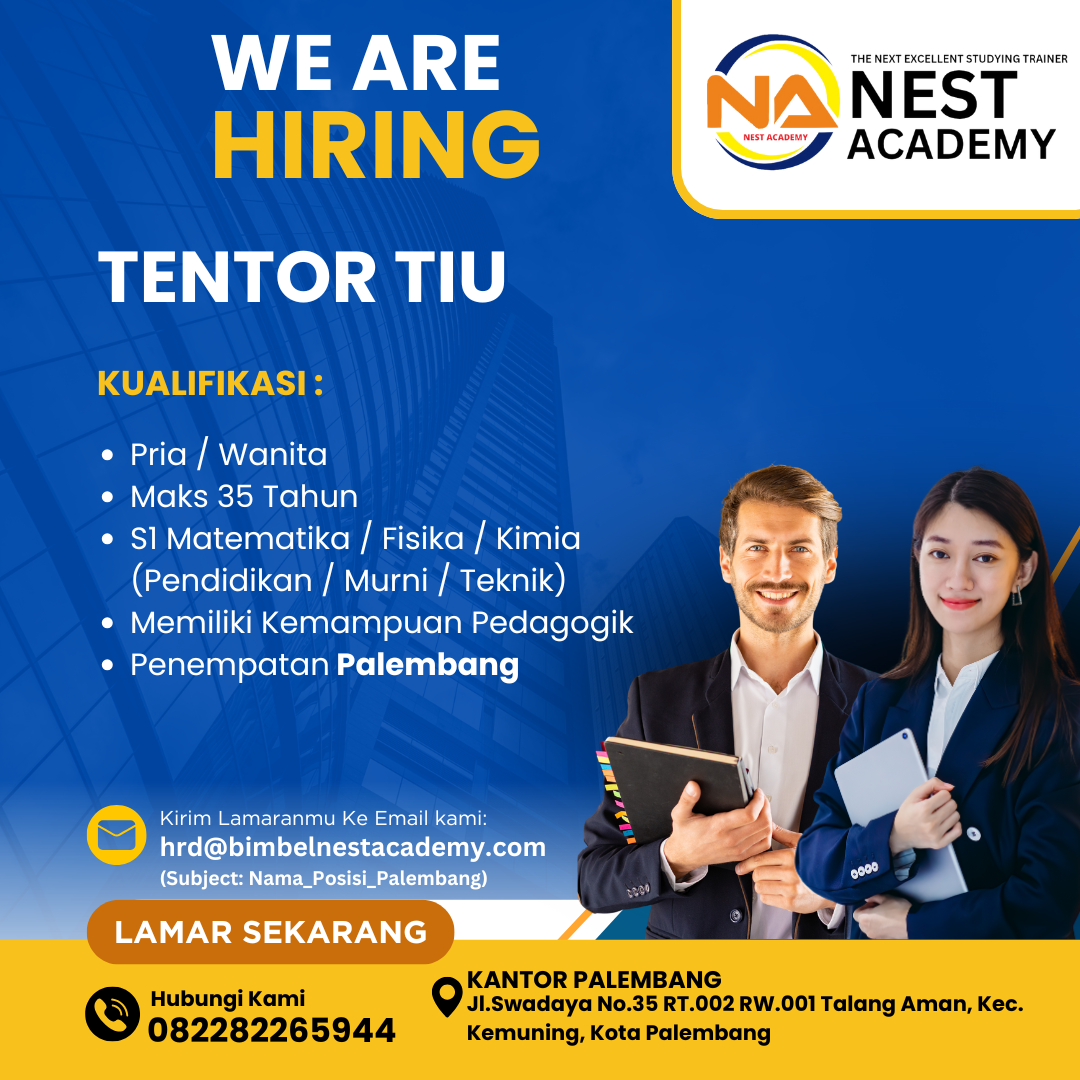 WE ARE
HIRING
NA
NEST ACADEMY
THE NEXT EXCELLENT STUDYING TRAINER
NEST
ACADEMY
TENTOR TIU
KUALIFIKASI :
• Pria / Wanita
• Maks 35 Tahun
• S1 Matematika / Fisika / Kimia
(Pendidikan / Murni / Teknik)
• Memiliki Kemampuan Pedagogik
• Penempatan Palembang
Kirim Lamaranmu Ke Email kami:
hrd@bimbelnestacademy.com
(Subject: Nama_Posisi_Palembang)
LAMAR SEKARANG
Hubungi Kami
082282265944
KANTOR PALEMBANG
Jl.Swadaya No.35 RT.002 RW.001 Talang Aman, Kec.
Kemuning, Kota Palembang